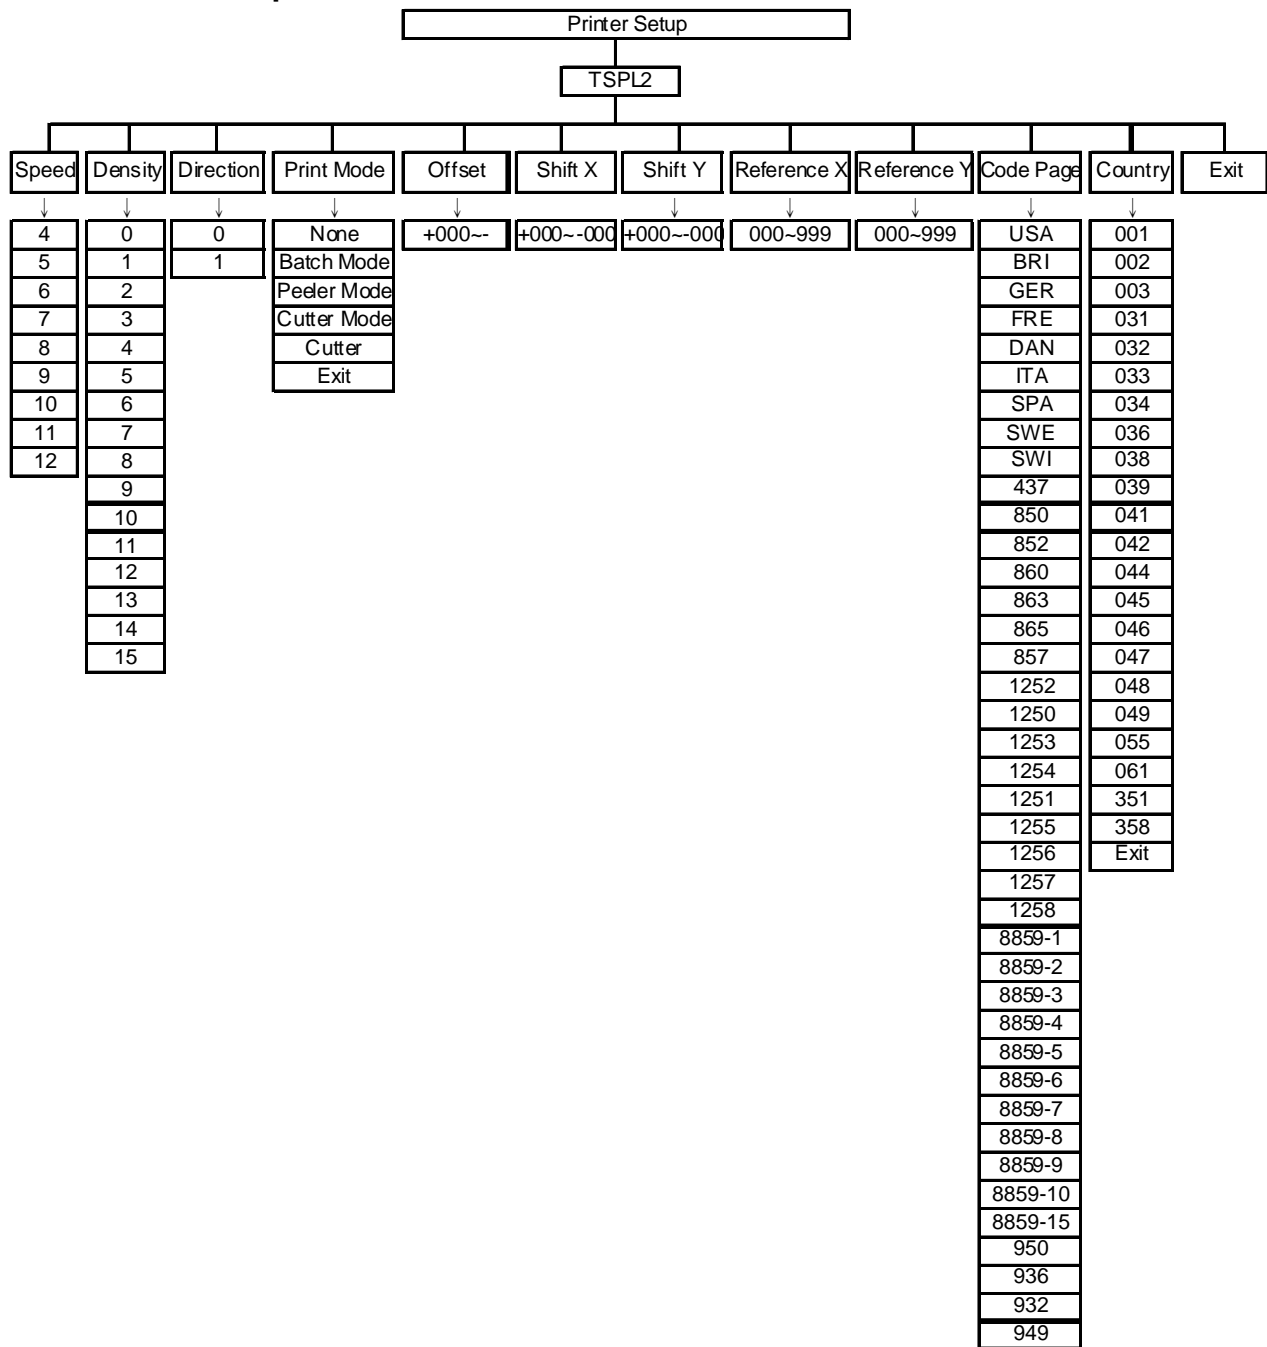 Printer Setup
TSPL2
Speed Density Direction Print Mode Offset Shift X Shift Y Reference X Reference Y Code Page Country Exit
4 0 0 None +000~- +000~-000 +000~-000 000~999 000~999 USA 001
5 1 1 Batch Mode BRI 002
6 2 Peeler Mode GER 003
7 3 Cutter Mode FRE 031
8 4 Cutter DAN 032
9 5 Exit ITA 033
10 6 SPA 034
11 7 SWE 036
12 8 SWI 038
9 437 039
10 850 041
11 852 042
12 860 044
13 863 045
14 865 046
15 857 047
1252 048
1250 049
1253 055
1254 061
1251 351
1255 358
1256 Exit
1257
1258
8859-1
8859-2
8859-3
8859-4
8859-5
8859-6
8859-7
8859-8
8859-9
8859-10
8859-15
950
936
932
949